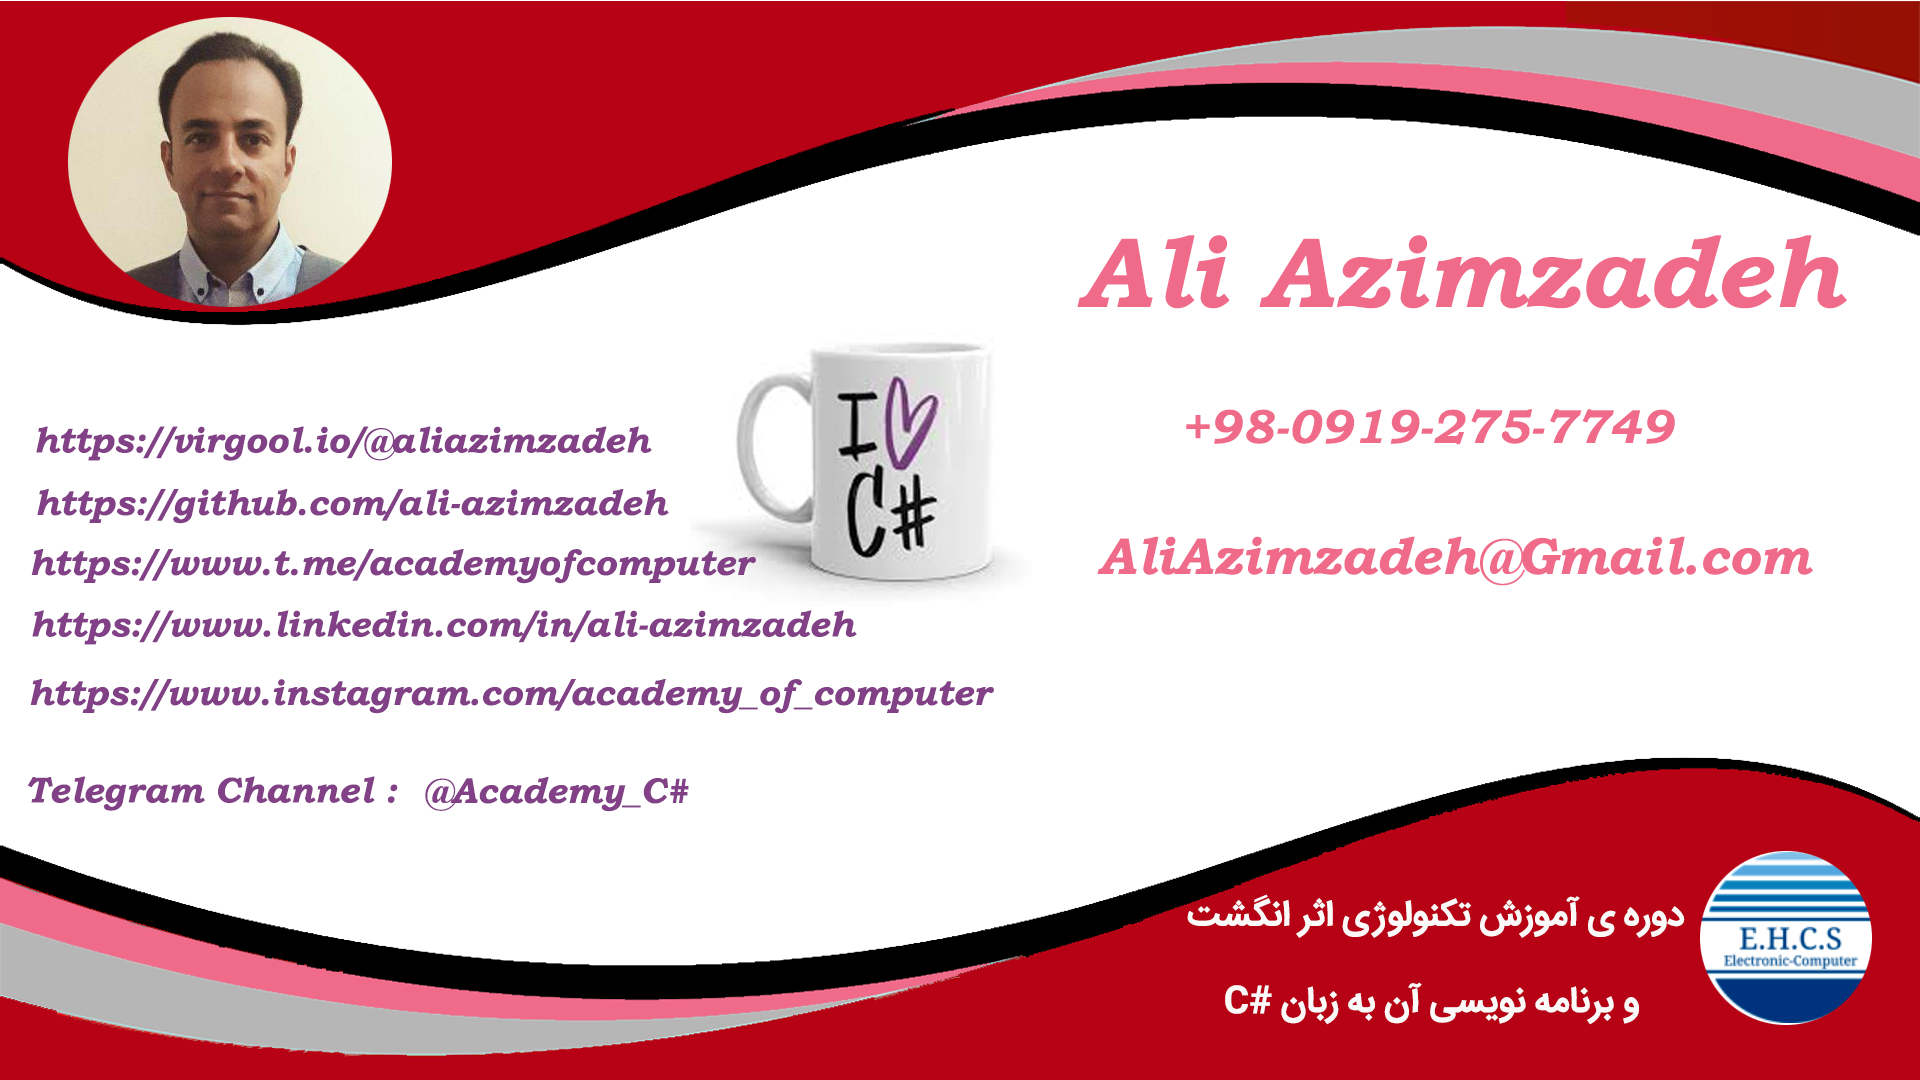 Ali Azimzadeh
+98-0919-275-7749
AliAzimzadeh@Gmail.com
I
C#
https://virgool.io/@aliazimzadeh
https://github.com/ali-azimzadeh
https://www.t.me/academyofcomputer
https://www.linkedin.com/in/ali-azimzadeh
https://www.instagram.com/academy_of_computer
Telegram Channel : @Academy_C#
دوره ی آموزش تکنولوژی اثر انگشت
و برنامه نویسی آن به زبان C#
E.H.C.S
Electronic-Computer